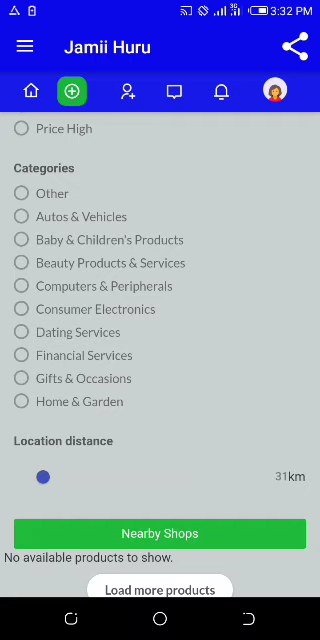 3G
3:32 PM
Jamii Huru
Price High
Categories
Other
Autos & Vehicles
Baby & Children's Products
Beauty Products & Services
Computers & Peripherals
Consumer Electronics
Dating Services
Financial Services
Gifts & Occasions
Home & Garden
Location distance
31km
Nearby Shops
No available products to show.
Load more products